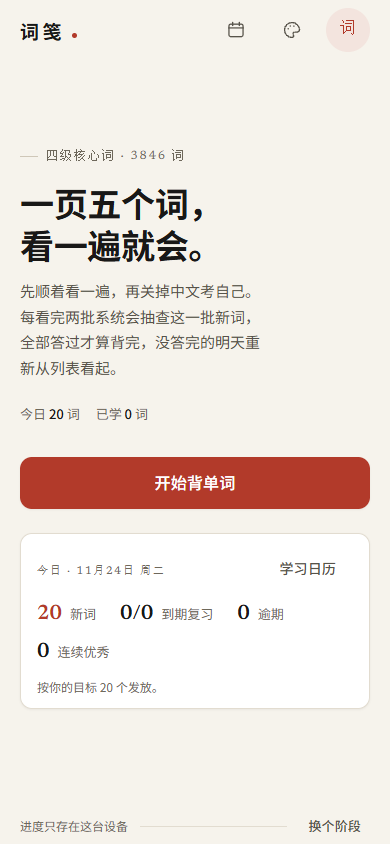 词笺
词
四级核心词 · 3846 词
一页五个词，
看一遍就会。
先顺着看一遍，再关掉中文考自己。
每看完两批系统会抽查这一批新词，
全部答过才算背完，没答完的明天重
新从列表看起。
今日 20 词 已学 0 词
开始背单词
今日 · 11月24日 周二 学习日历
20 新词 0/0 到期复习 0 逾期
0 连续优秀
按你的目标 20 个发放。
进度只存在这台设备 换个阶段